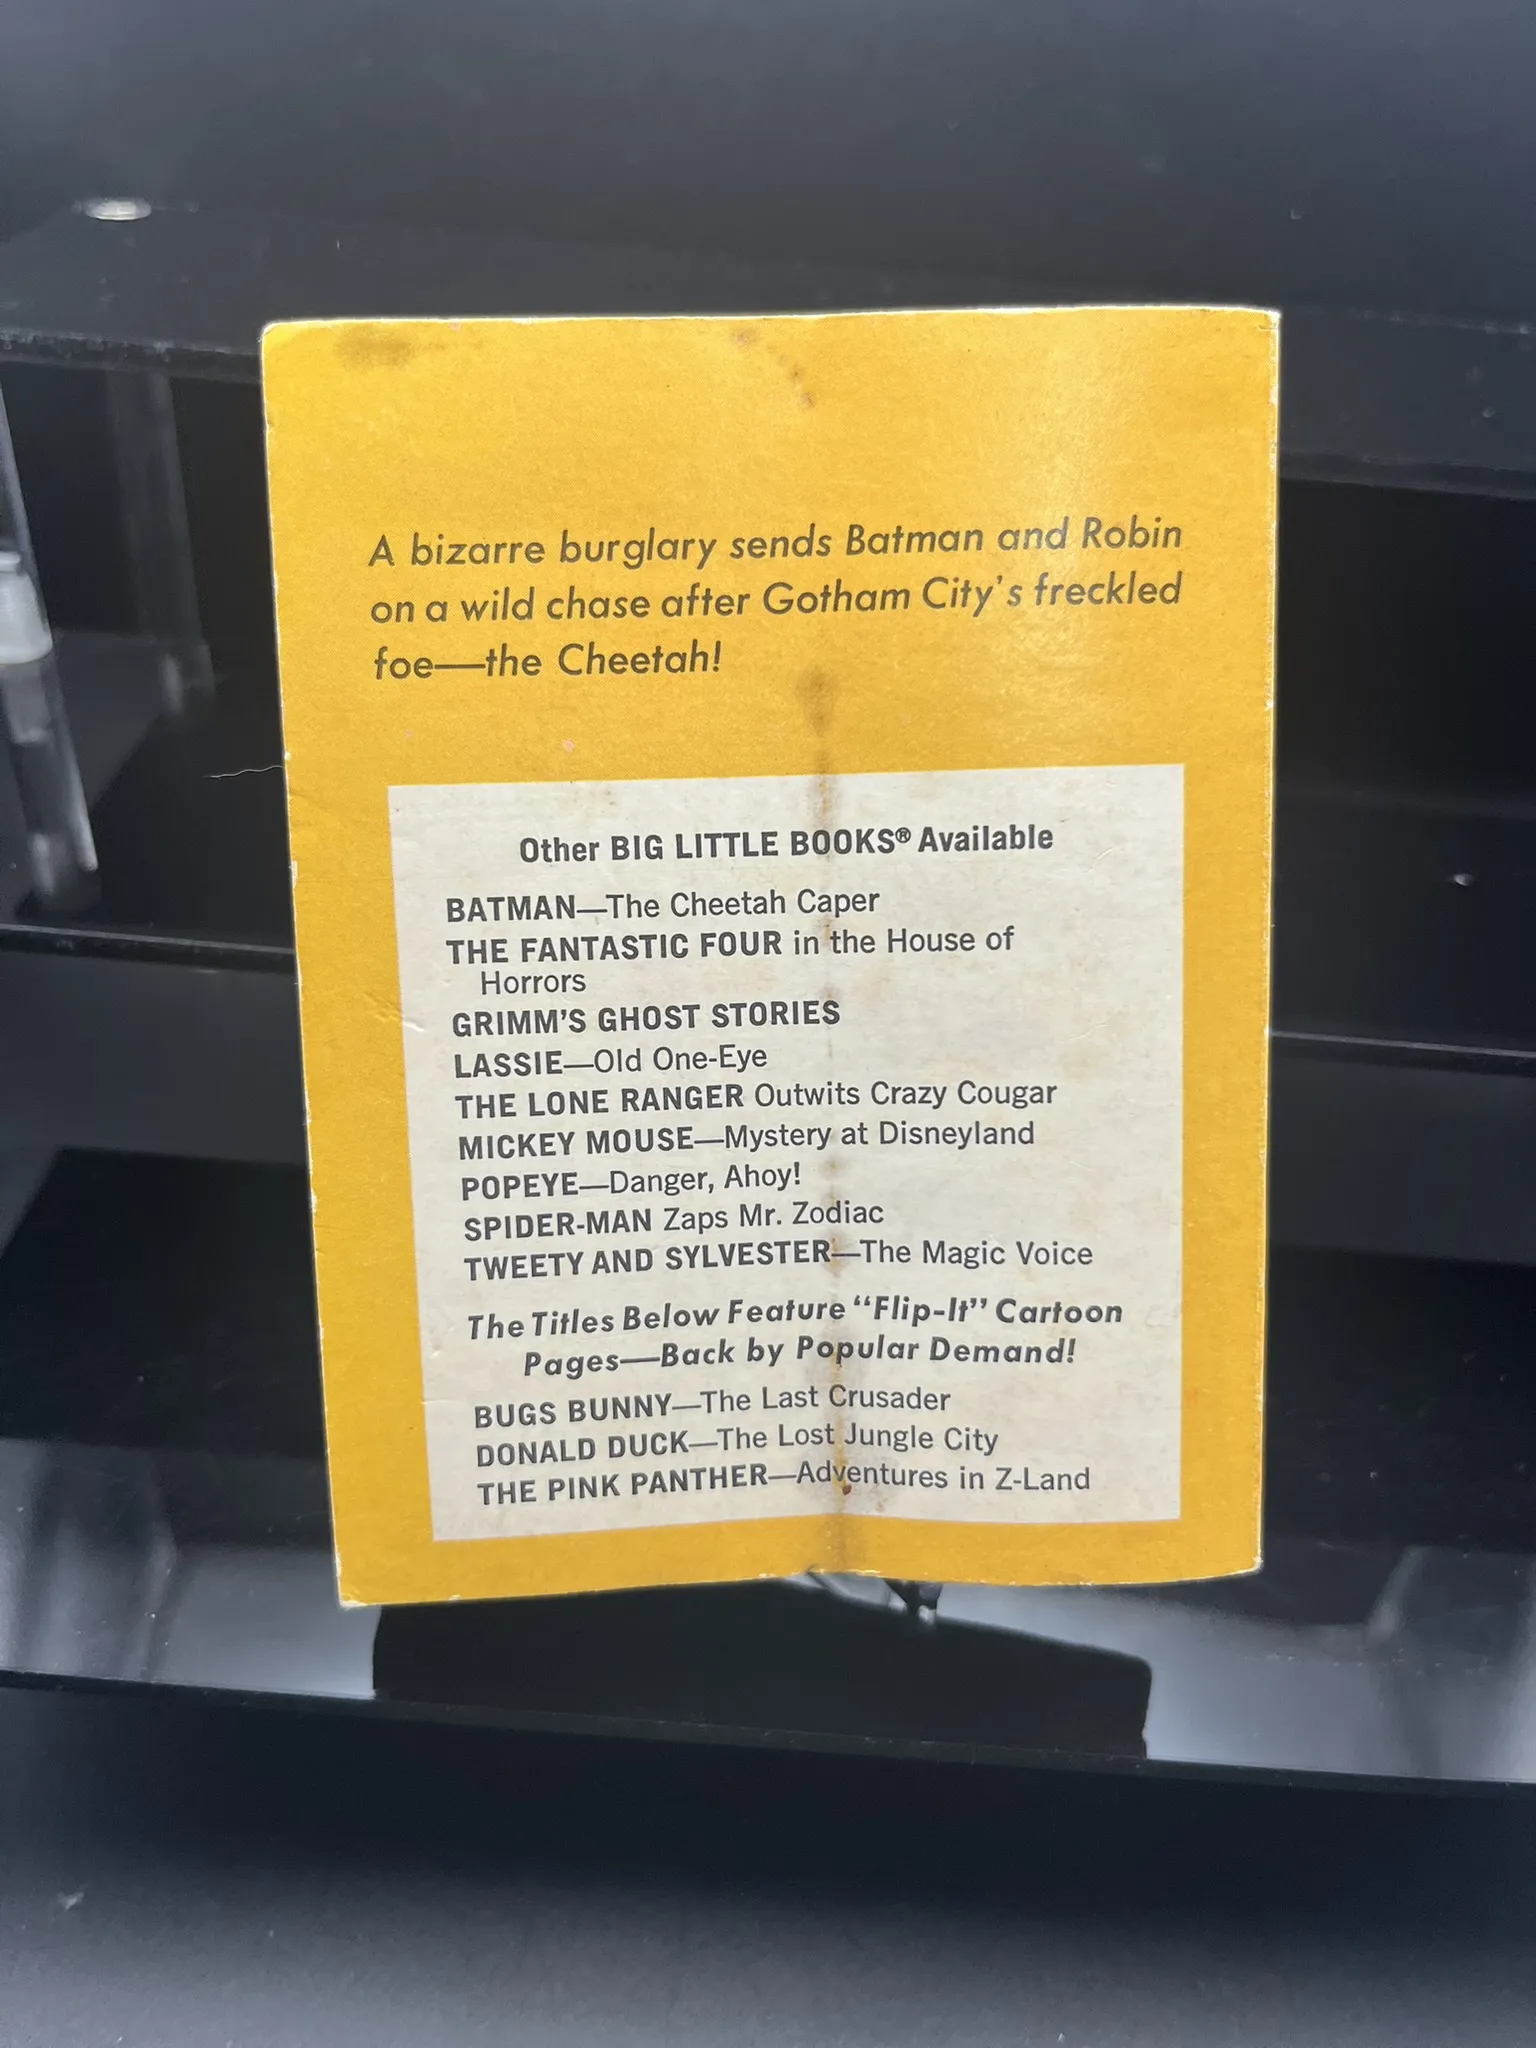 A bizarre burglary sends Batman and Robin
on a wild chase after Gotham City's freckled
foe—the Cheetah!
Other BIG LITTLE BOOKS® Available
BATMAN—The Cheetah Caper
THE FANTASTIC FOUR in the House of
Horrors
GRIMM'S GHOST STORIES
LASSIE—Old One-Eye
THE LONE RANGER Outwits Crazy Cougar
MICKEY MOUSE—Mystery at Disneyland
POPEYE—Danger, Ahoy!
SPIDER-MAN Zaps Mr. Zodiac
TWEETY AND SYLVESTER—The Magic Voice
The Titles Below Feature "Flip-It" Cartoon
Pages—Back by Popular Demand!
BUGS BUNNY—The Last Crusader
DONALD DUCK—The Lost Jungle City
THE PINK PANTHER—Adventures in Z-Land